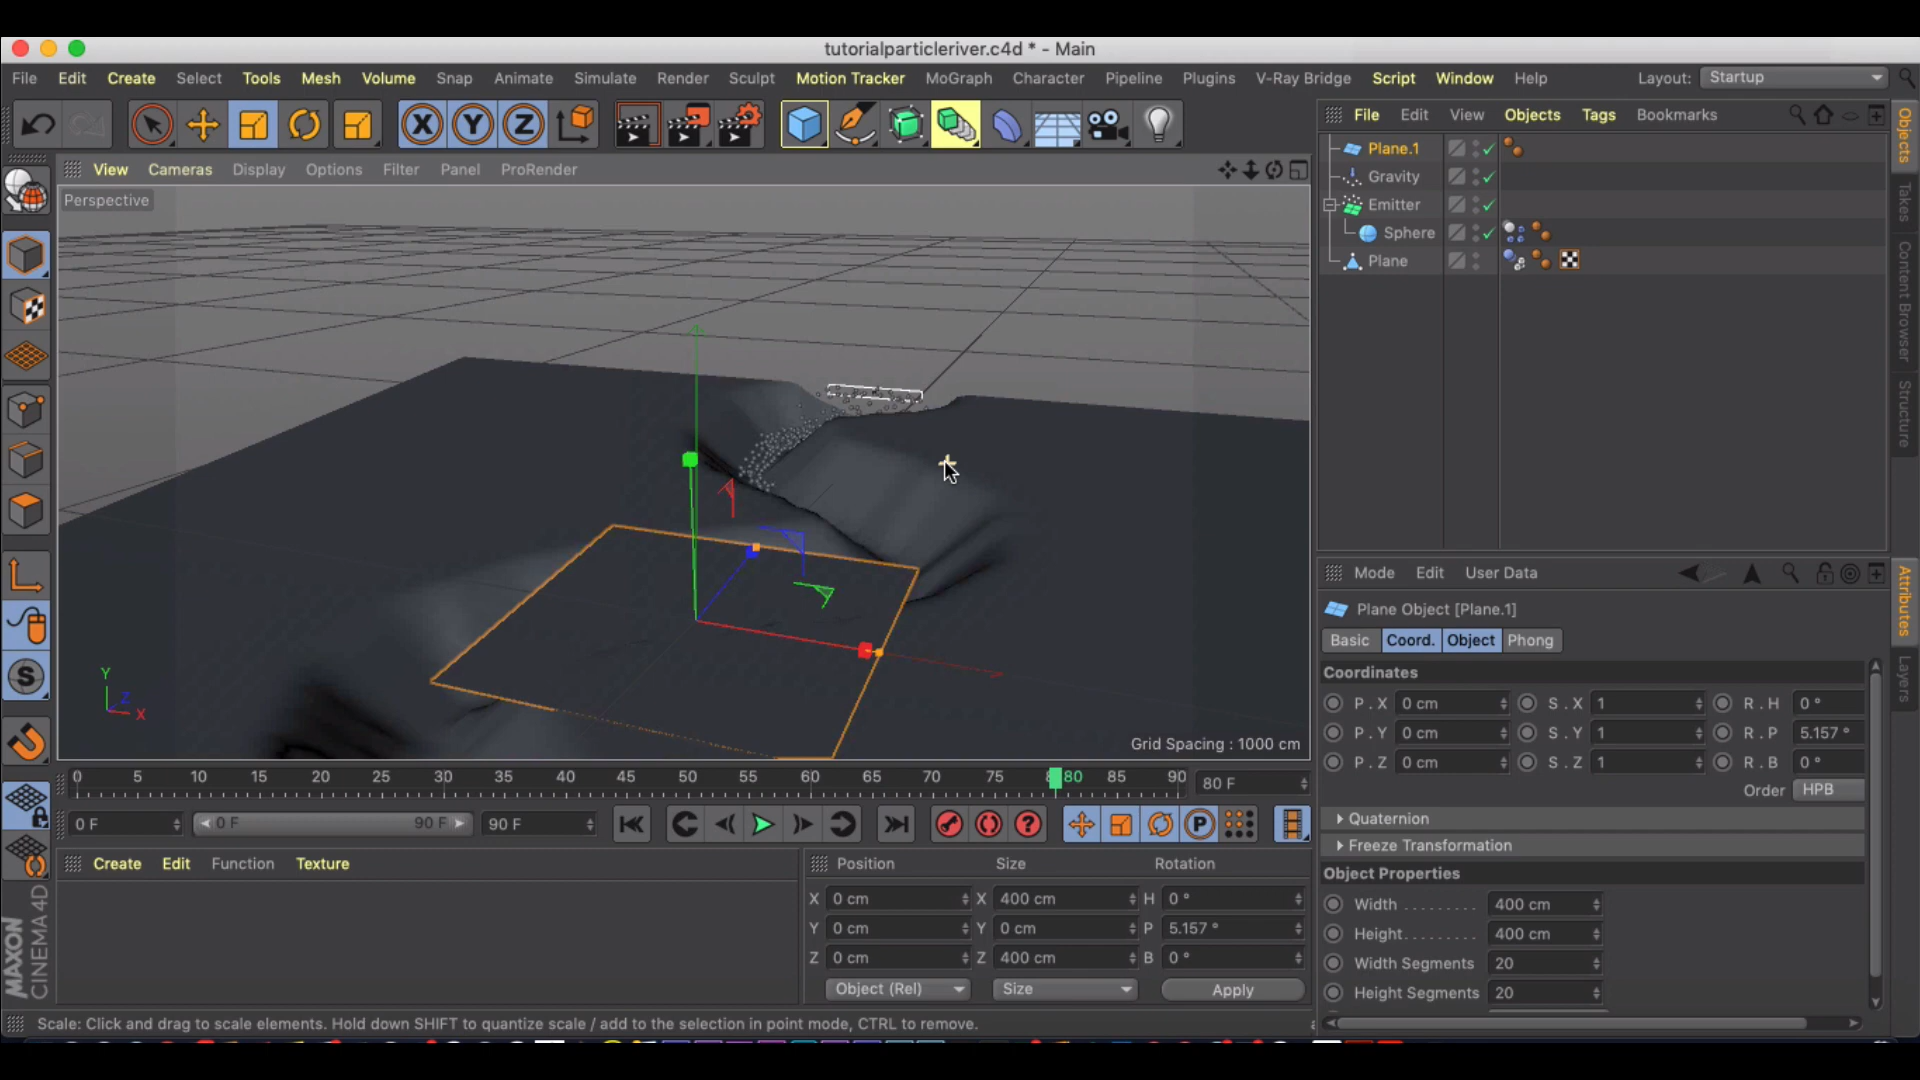 tutorialparticleriver.c4d * - Main
File Edit Create Select Tools Mesh Volume Snap Animate Simulate Render Sculpt Motion Tracker MoGraph Character Pipeline Plugins V-Ray Bridge Script Window Help Layout: Startup
X Y Z
File Edit View Objects Tags Bookmarks
View Cameras Display Options Filter Panel ProRender
Perspective
Plane.1
Gravity
Emitter
Sphere
Plane
Objects
Takes
Content Browser
Structure
Y
Z
X
Grid Spacing : 1000 cm
Mode Edit User Data
Plane Object [Plane.1]
Basic Coord. Object Phong
Coordinates
P . X 0 cm S . X 1 R . H 0 °
P . Y 0 cm S . Y 1 R . P 5.157 °
P . Z 0 cm S . Z 1 R . B 0 °
Order HPB
Quaternion
Freeze Transformation
Object Properties
Width 400 cm
Height 400 cm
Width Segments 20
Height Segments 20
Attributes
Layers
0 5 10 15 20 25 30 35 40 45 50 55 60 65 70 75 80 85 90 80 F
0 F 0 F 90 F 90 F
Create Edit Function Texture
Position Size Rotation
X 0 cm X 400 cm H 0 °
Y 0 cm Y 0 cm P 5.157 °
Z 0 cm Z 400 cm B 0 °
Object (Rel) Size Apply
MAXON
CINEMA 4D
Scale: Click and drag to scale elements. Hold down SHIFT to quantize scale / add to the selection in point mode, CTRL to remove.